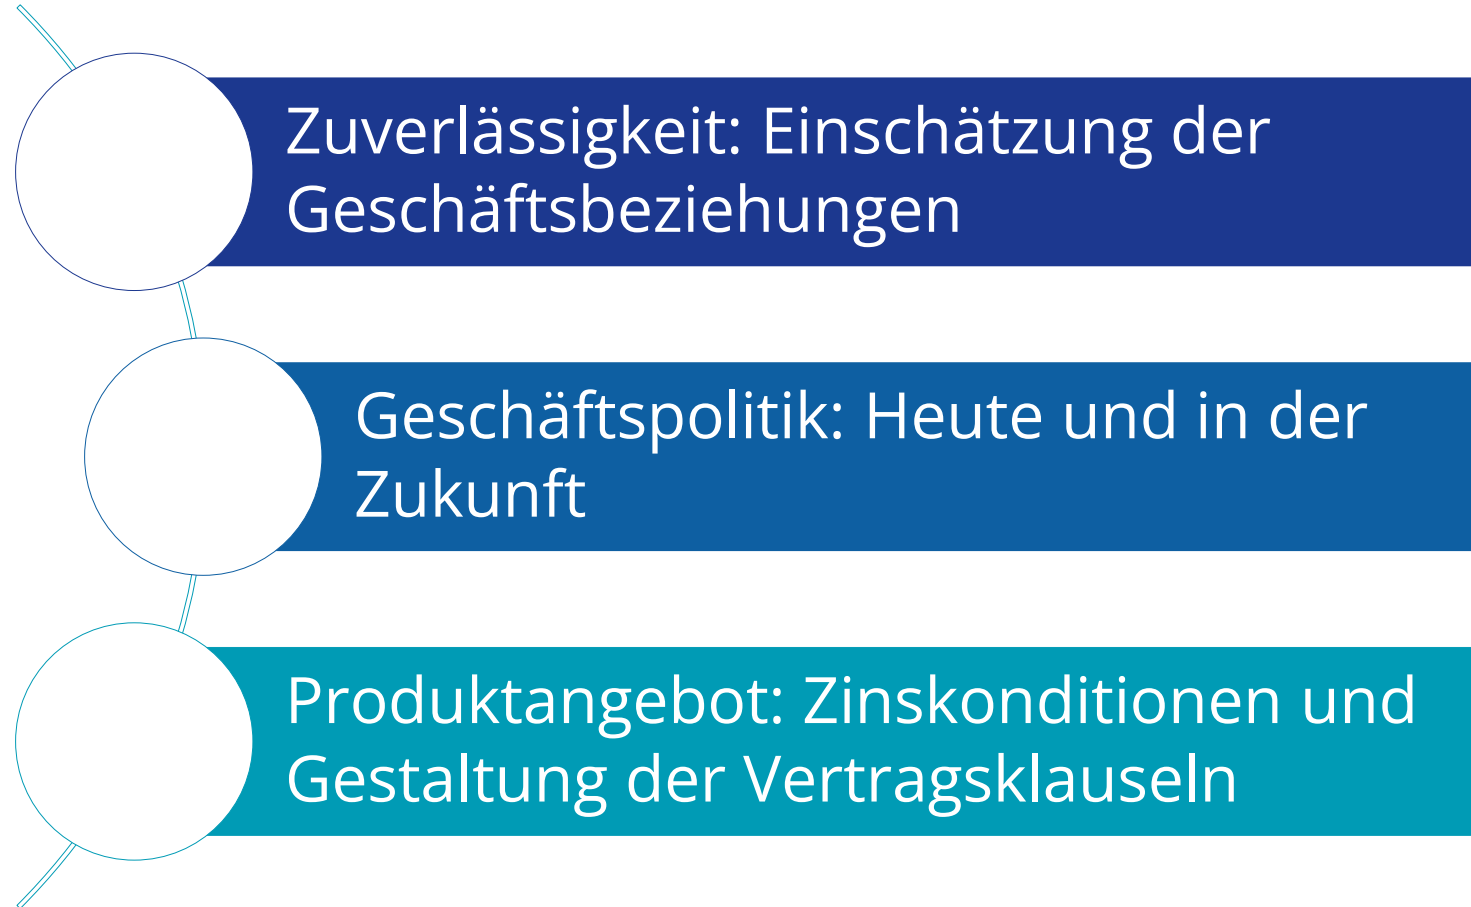 Zuverlässigkeit: Einschätzung der
Geschäftsbeziehungen
Geschäftspolitik: Heute und in der
Zukunft
Produktangebot: Zinskonditionen und
Gestaltung der Vertragsklauseln